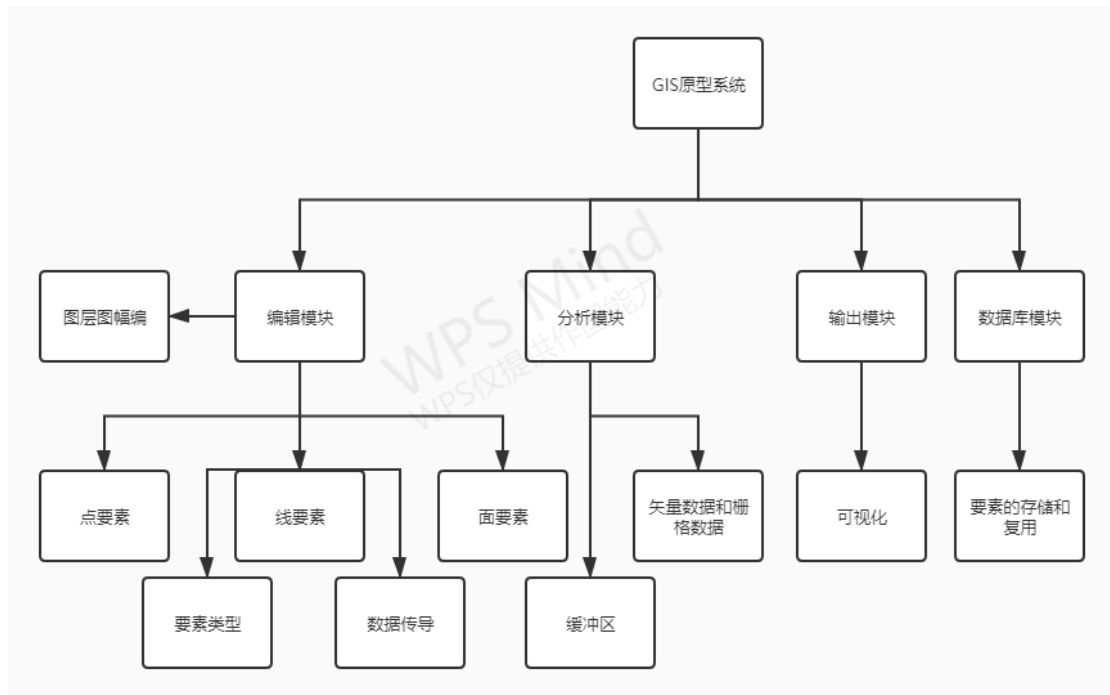 GIS原型系统
图层图幅编
编辑模块
分析模块
输出模块
数据库模块
WPS Mind
WPS仅提供作图能力
点要素
线要素
面要素
矢量数据和栅
格数据
可视化
要素的存储和
复用
要素类型
数据传导
缓冲区